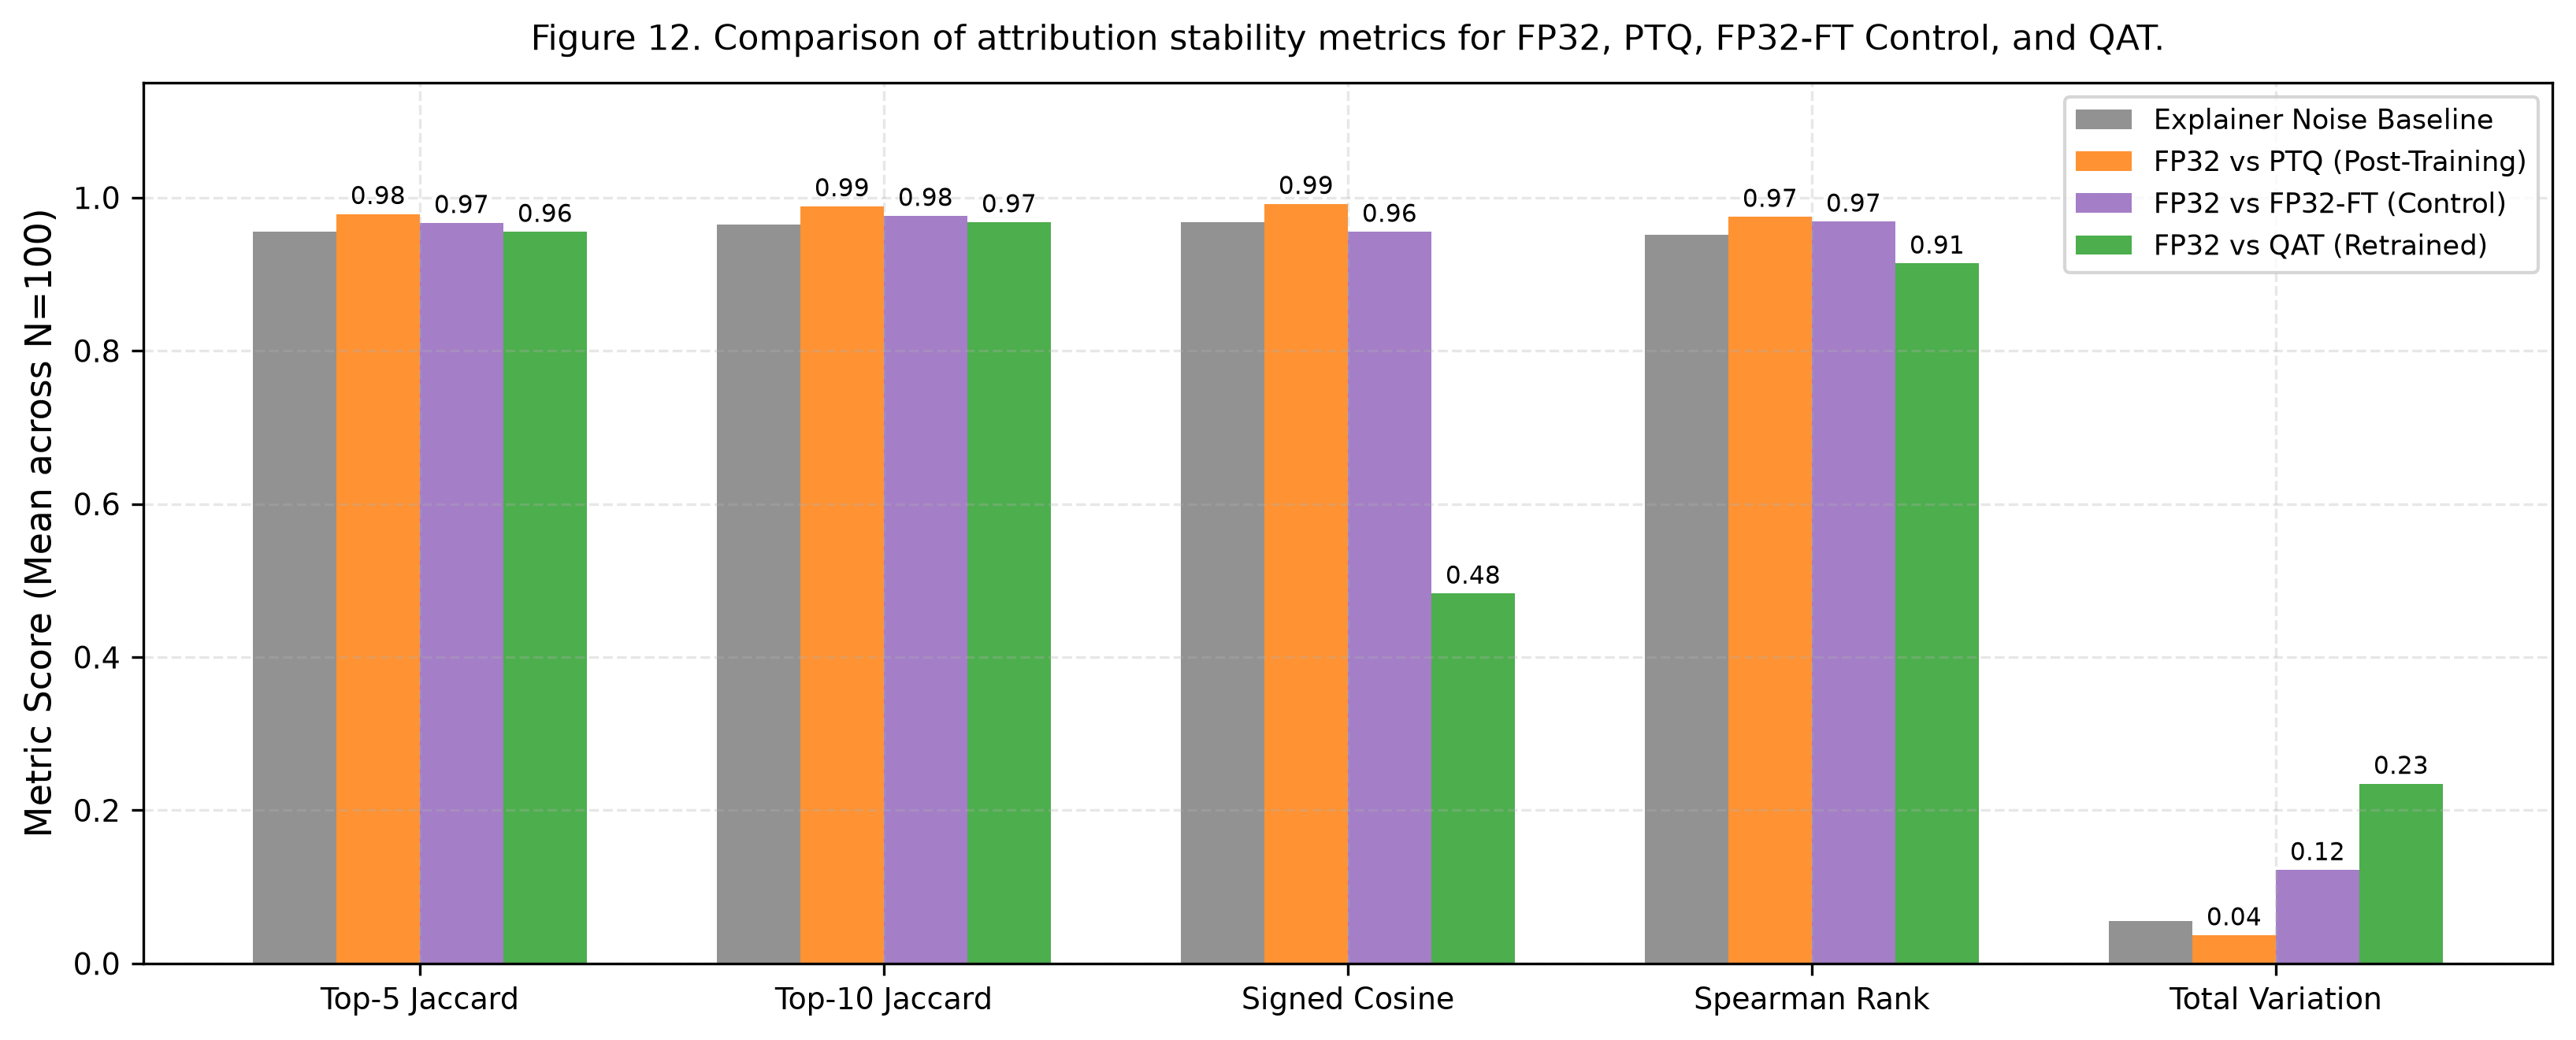 Figure 12. Comparison of attribution stability metrics for FP32, PTQ, FP32-FT Control, and QAT.
Metric Score (Mean across N=100)
1.0
0.8
0.6
0.4
0.2
0.0
0.98
0.97
0.96
0.99
0.98
0.97
0.99
0.96
0.48
0.97
0.97
0.91
0.04
0.12
0.23
Explainer Noise Baseline
FP32 vs PTQ (Post-Training)
FP32 vs FP32-FT (Control)
FP32 vs QAT (Retrained)
Top-5 Jaccard
Top-10 Jaccard
Signed Cosine
Spearman Rank
Total Variation